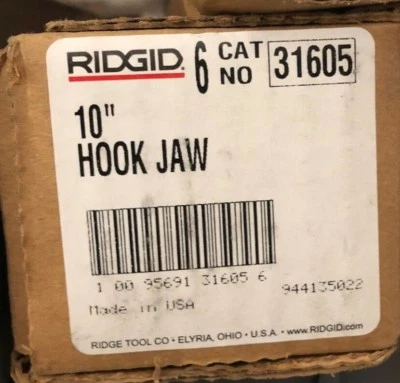 RIDGID. 6 CAT NO 31605
10"
HOOK JAW
1 00 95691 31605 6
944135022
Made in USA
RIDGE TOOL CO • ELYRIA, OHIO • U.S.A. • www.RIDGID.com